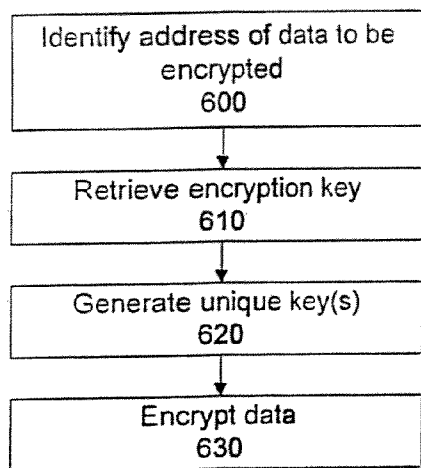 Identify address of data to be
encrypted
600
Retrieve encryption key
610
Generate unique key(s)
620
Encrypt data
630